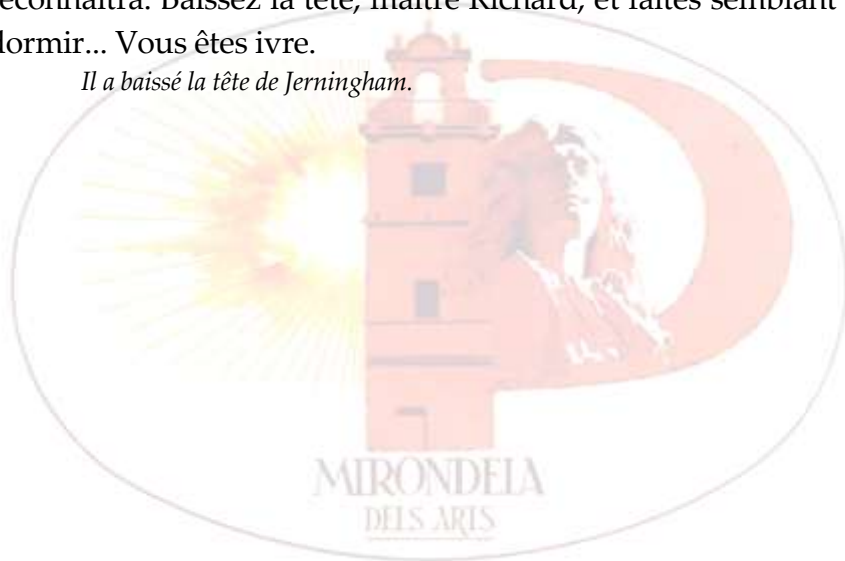 econnaîtra. Baissez la tête, maître Richard, et faites semblant
dormir... Vous êtes ivre.
Il a baissé la tête de Jerningham.
MIRONDELA
DELS ARTS